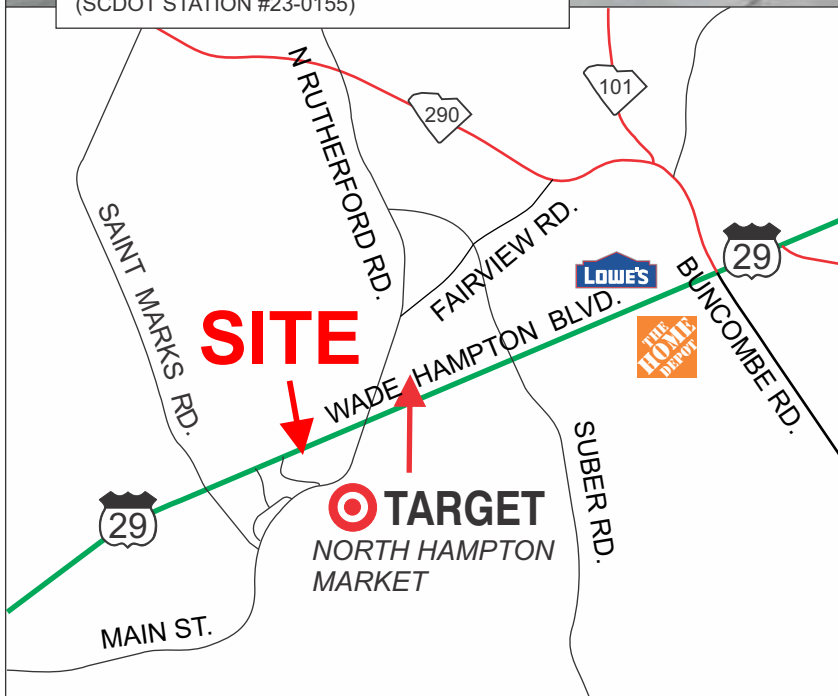 (SCDOT STATION #23-0155)
N RUTHERFORD RD.
290
101
SAINT MARKS RD.
FAIRVIEW RD.
LOWE'S
29
BUNCOMBE RD.
SITE
WADE HAMPTON BLVD.
THE
HOME
DEPOT
SUBER RD.
29
TARGET
NORTH HAMPTON
MARKET
MAIN ST.